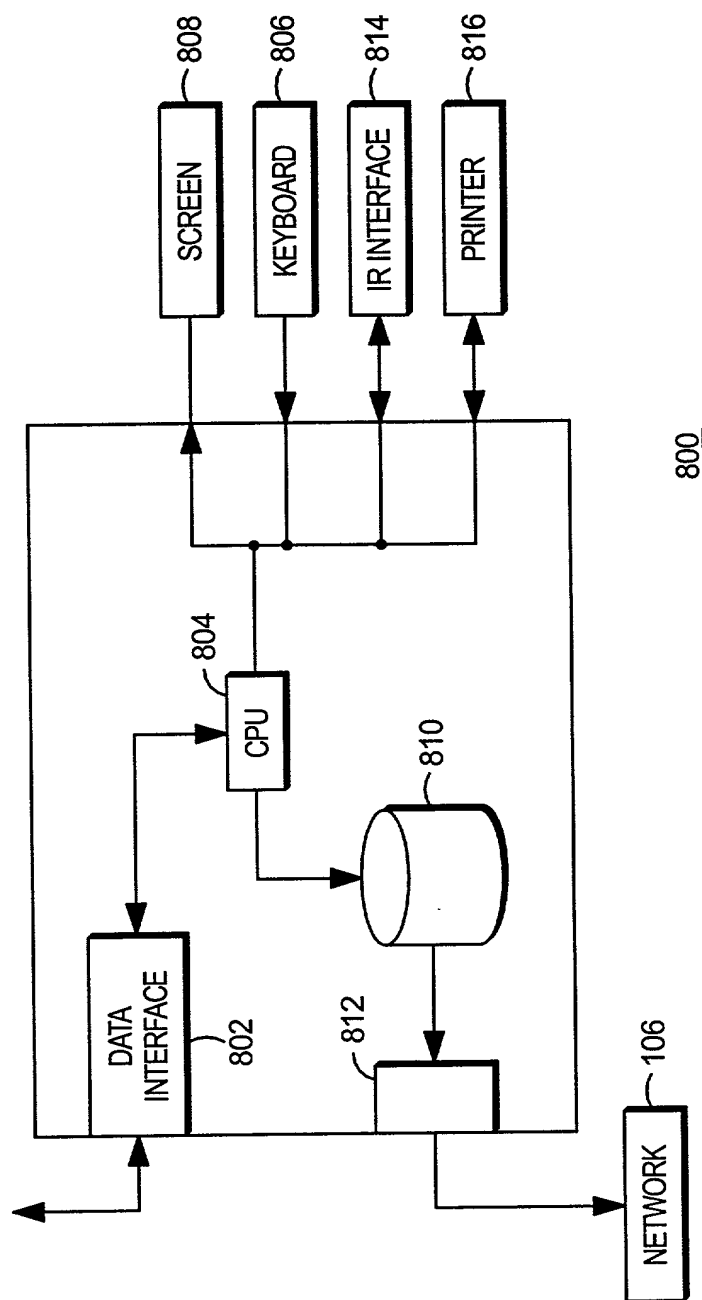 SCREEN
808
KEYBOARD
806
IR INTERFACE
814
PRINTER
816
804
CPU
810
DATA
INTERFACE
802
812
NETWORK
106
800